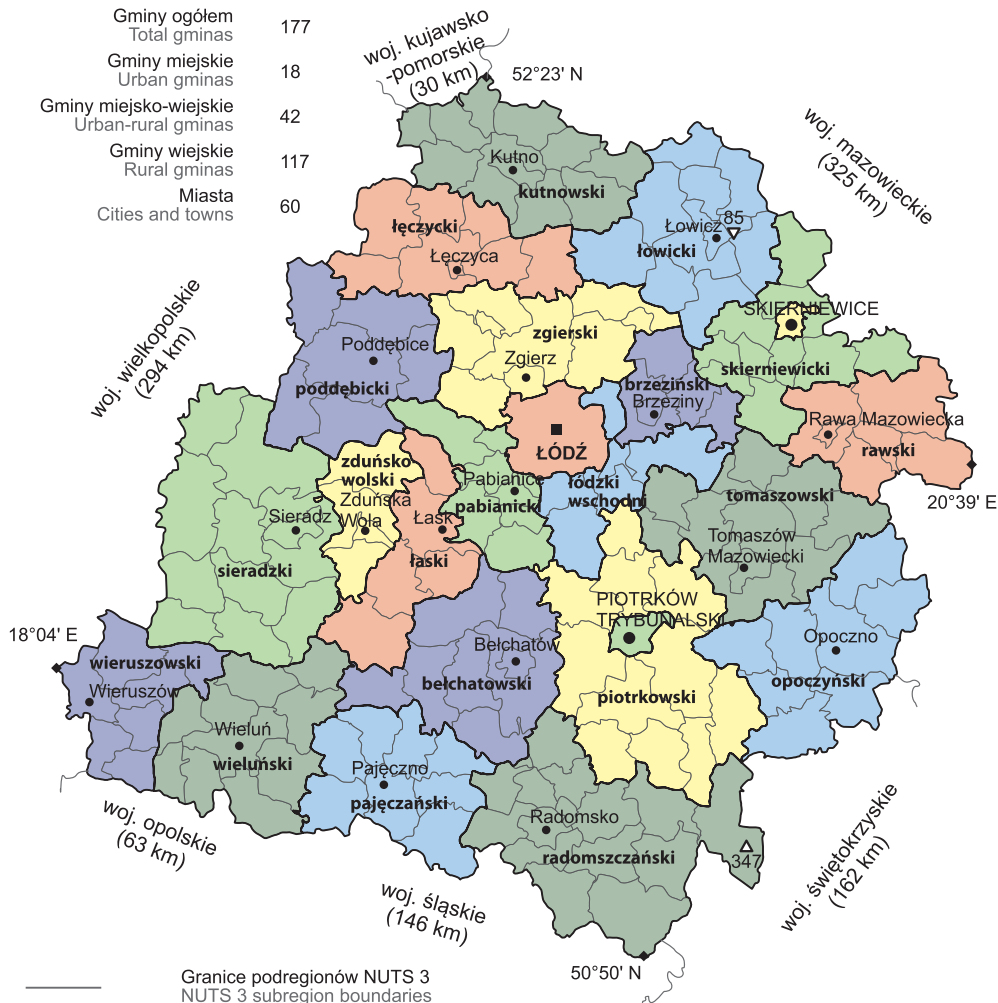 Gminy ogółem
Total gminas
177
Gminy miejskie
Urban gminas
18
Gminy miejsko-wiejskie
Urban-rural gminas
42
Gminy wiejskie
Rural gminas
117
Miasta
Cities and towns
60
woj. kujawsko
-pomorskie
(30 km)
52°23' N
woj. mazowieckie
(325 km)
Kutno
kutnowski
łęczycki
Łęczyca
Łowicz
85
łowicki
SKIERNIEWICE
skierniewicki
woj. wielkopolskie
(294 km)
Poddębice
poddębicki
zgierski
Zgierz
brzeziński
Brzeziny
Rawa Mazowiecka
rawski
20°39' E
ŁÓDŹ
zduńsko
wolski
Zduńska
Wola
Sieradz
sieradzki
Pabianice
pabianicki
Łask
łaski
łódzki
wschodni
tomaszowski
Tomaszów
Mazowiecki
PIOTRKÓW
TRYBUNALSKI
piotrkowski
Opoczno
opoczyński
18°04' E
wieruszowski
Wieruszów
Bełchatów
bełchatowski
Wieluń
wieluński
Pajęczno
pajęczański
Radomsko
radomszczański
347
woj. opolskie
(63 km)
woj. śląskie
(146 km)
woj. świętokrzyskie
(162 km)
50°50' N
Granice podregionów NUTS 3
NUTS 3 subregion boundaries